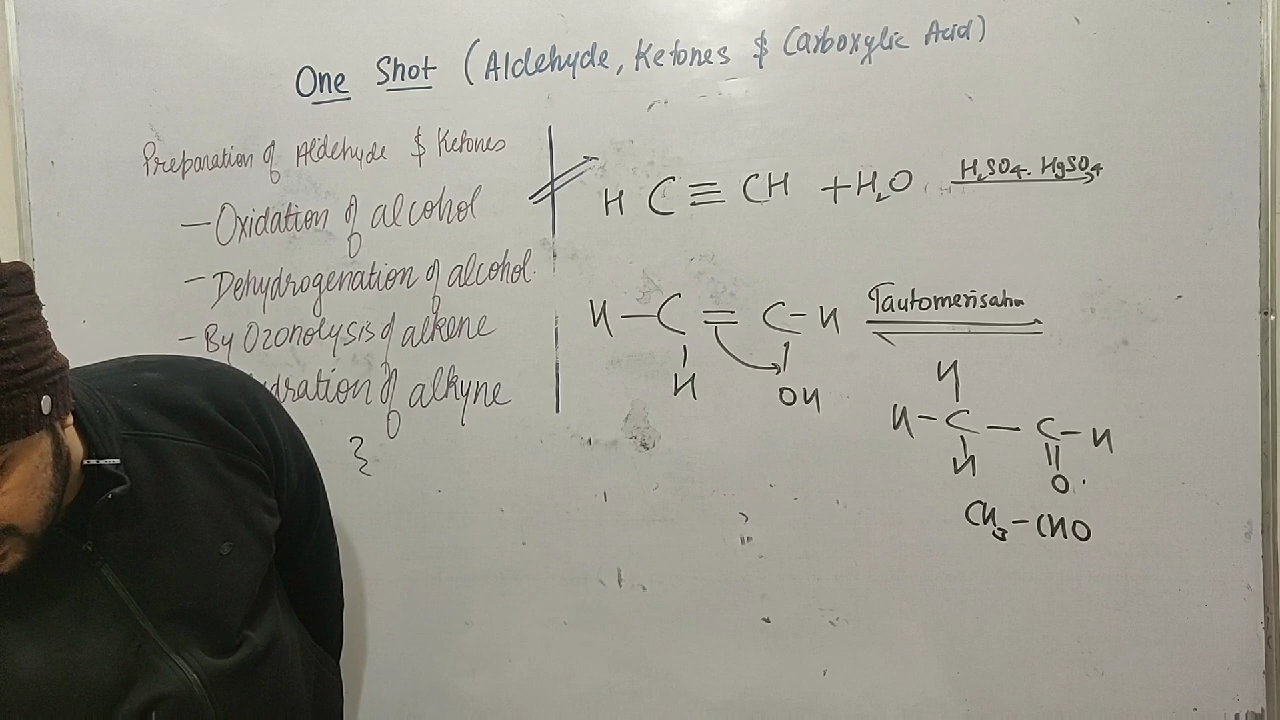 One Shot (Aldehyde, Ketones $ Carboxylic Acid)
Preparation of Aldehyde $ Ketones
— Oxidation of alcohol
— Dehydrogenation of alcohol.
— By Ozonolysis of alkene
dration of alkyne
H C ≡ CH + H₂O H₂SO₄. HgSO₄
H — C = C - H Tautomerisatn
H OH
H
H - C — C - H
H O
CH₃ - CHO